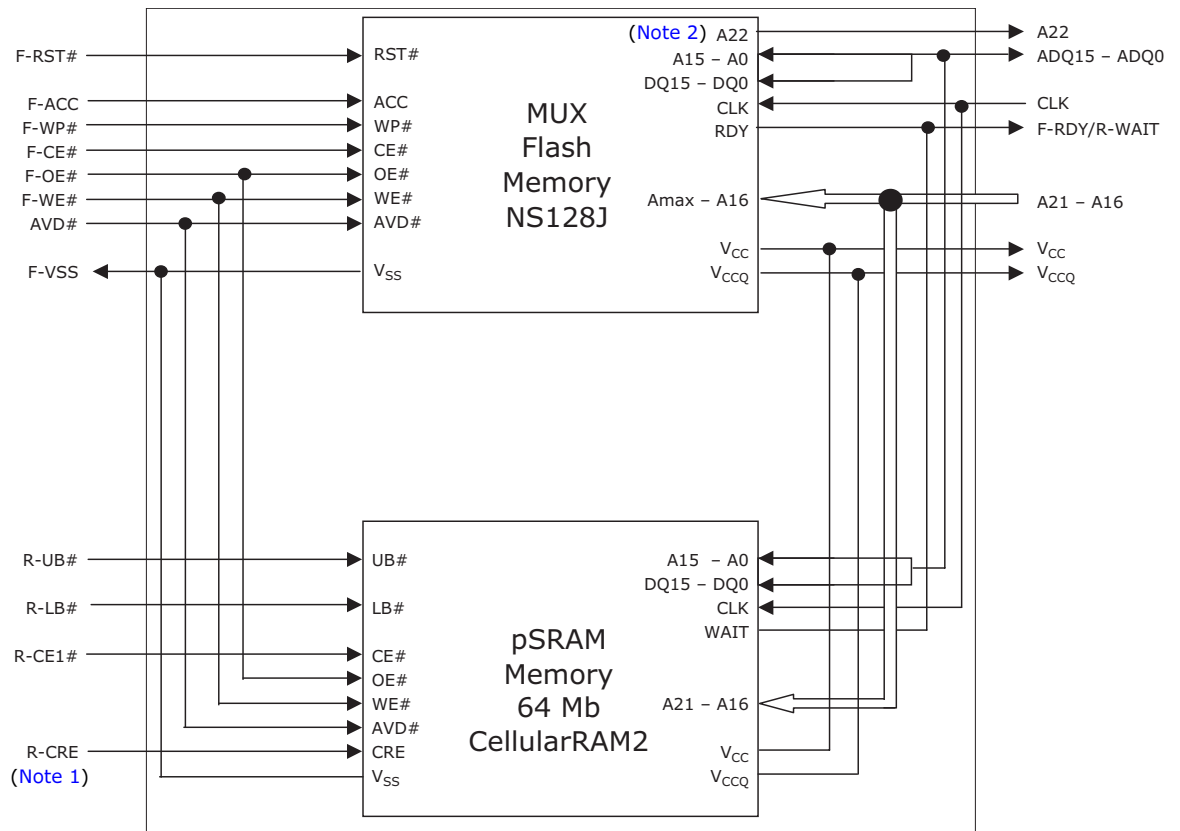 F-RST#
F-ACC
F-WP#
F-CE#
F-OE#
F-WE#
AVD#
F-VSS
RST#
ACC
WP#
CE#
OE#
WE#
AVD#
VSS
MUX
Flash
Memory
NS128J
(Note 2) A22
A15 – A0
DQ15 – DQ0
CLK
RDY
Amax – A16
VCC
VCCQ
A22
ADQ15 – ADQ0
CLK
F-RDY/R-WAIT
A21 – A16
VCC
VCCQ
R-UB#
R-LB#
R-CE1#
R-CRE
(Note 1)
UB#
LB#
CE#
OE#
WE#
AVD#
CRE
VSS
pSRAM
Memory
64 Mb
CellularRAM2
A15 – A0
DQ15 – DQ0
CLK
WAIT
A21 – A16
VCC
VCCQ